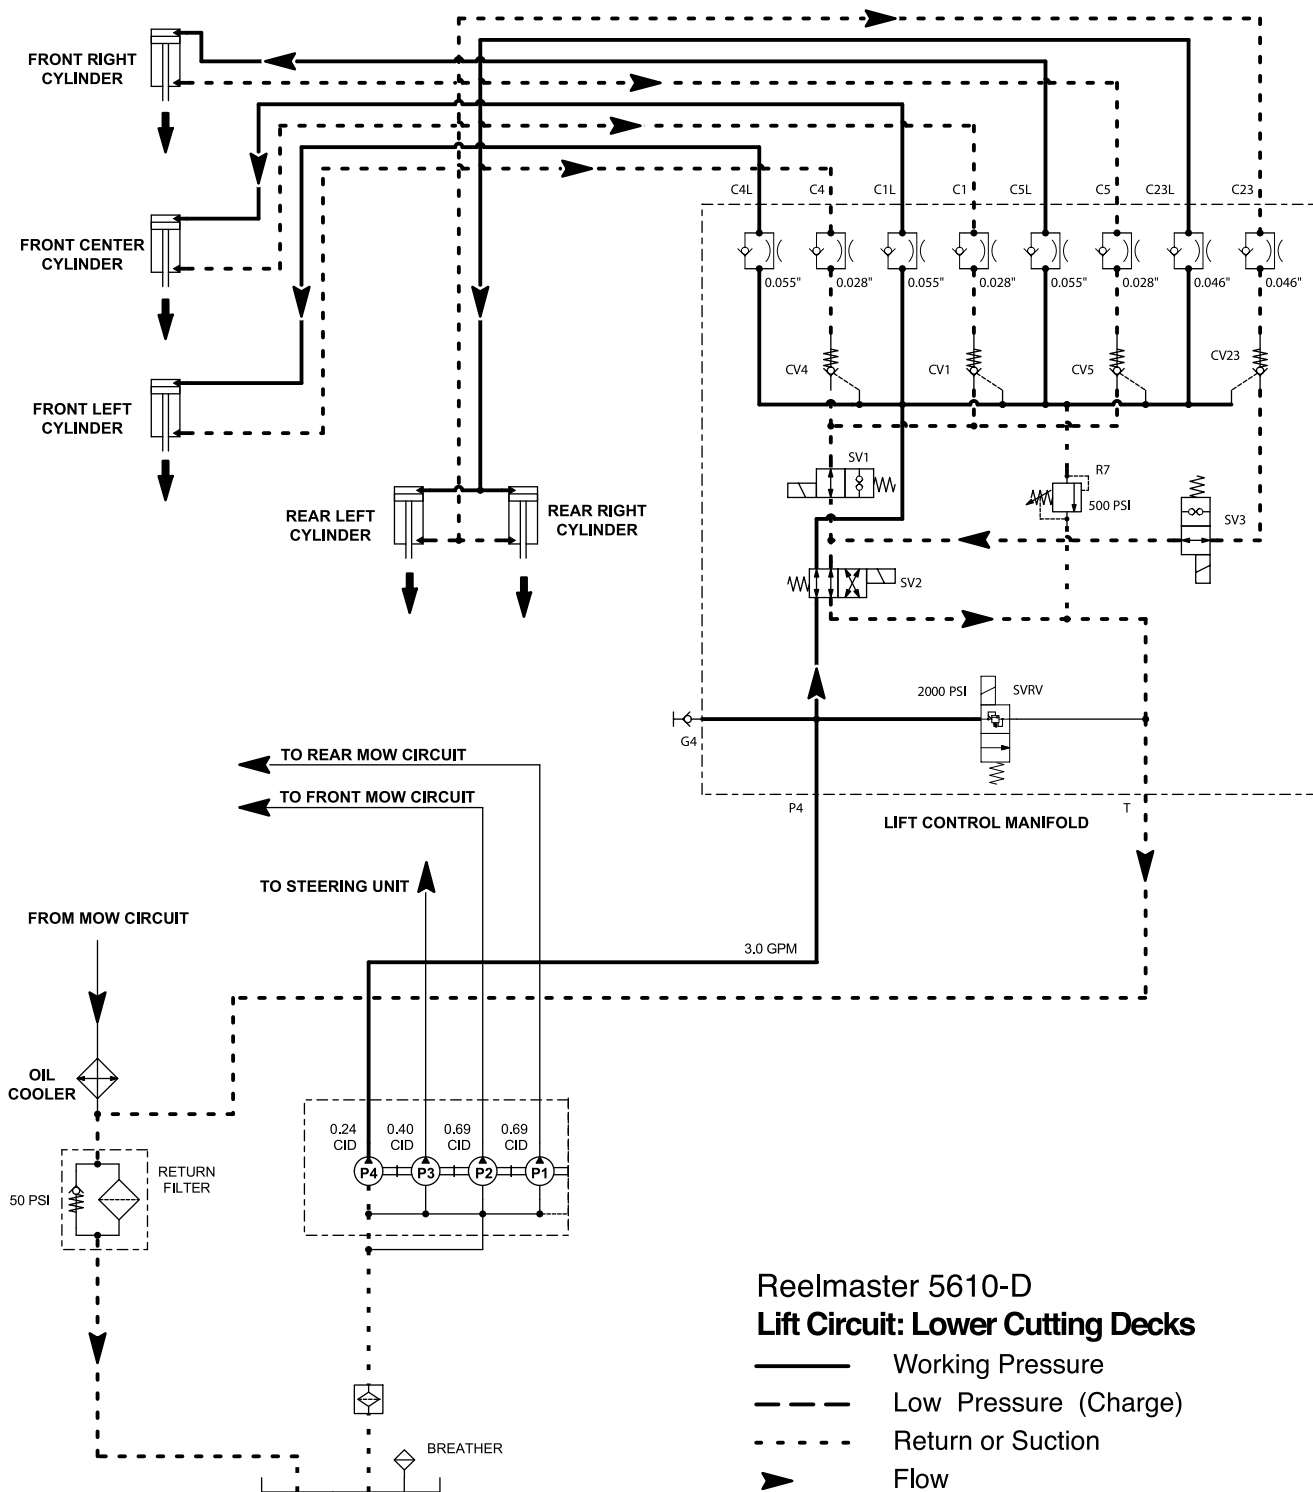 FRONT RIGHT
CYLINDER
FRONT CENTER
CYLINDER
FRONT LEFT
CYLINDER
REAR LEFT
CYLINDER
REAR RIGHT
CYLINDER
C4L C4 C1L C1 C5L C5 C23L C23
0.055" 0.028" 0.055" 0.028" 0.055" 0.028" 0.046" 0.046"
CV4 CV1 CV5 CV23
SV1
R7
500 PSI
SV3
SV2
2000 PSI SVRV
G4
P4 T
LIFT CONTROL MANIFOLD
TO REAR MOW CIRCUIT
TO FRONT MOW CIRCUIT
TO STEERING UNIT
FROM MOW CIRCUIT
3.0 GPM
OIL
COOLER
0.24 0.40 0.69 0.69
CID CID CID CID
P4 P3 P2 P1
RETURN
FILTER
50 PSI
BREATHER
Reelmaster 5610-D
Lift Circuit: Lower Cutting Decks
Working Pressure
Low Pressure (Charge)
Return or Suction
Flow